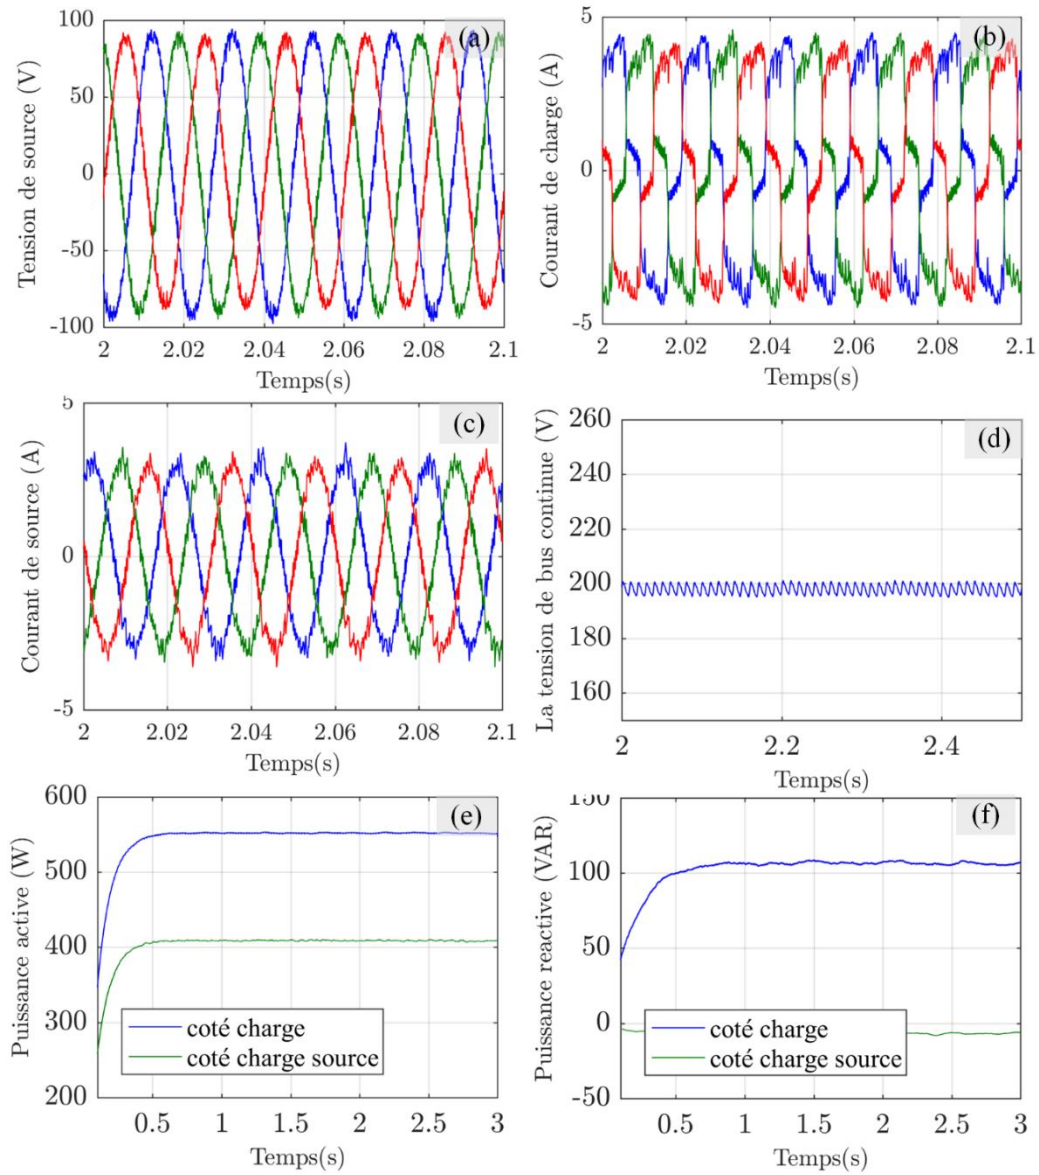 (a)
Tension de source (V)
100
50
0
-50
-100
2 2.02 2.04 2.06 2.08 2.1
Temps(s)
(b)
Courant de charge (A)
5
0
-5
2 2.02 2.04 2.06 2.08 2.1
Temps(s)
(c)
Courant de source (A)
5
0
-5
2 2.02 2.04 2.06 2.08 2.1
Temps(s)
(d)
La tension de bus continue (V)
260
240
220
200
180
160
2 2.2 2.4
Temps(s)
(e)
Puissance active (W)
600
500
400
300
200
coté charge
coté charge source
0.5 1 1.5 2 2.5 3
Temps(s)
(f)
Puissance reactive (VAR)
150
100
50
0
-50
coté charge
coté charge source
0.5 1 1.5 2 2.5 3
Temps(s)